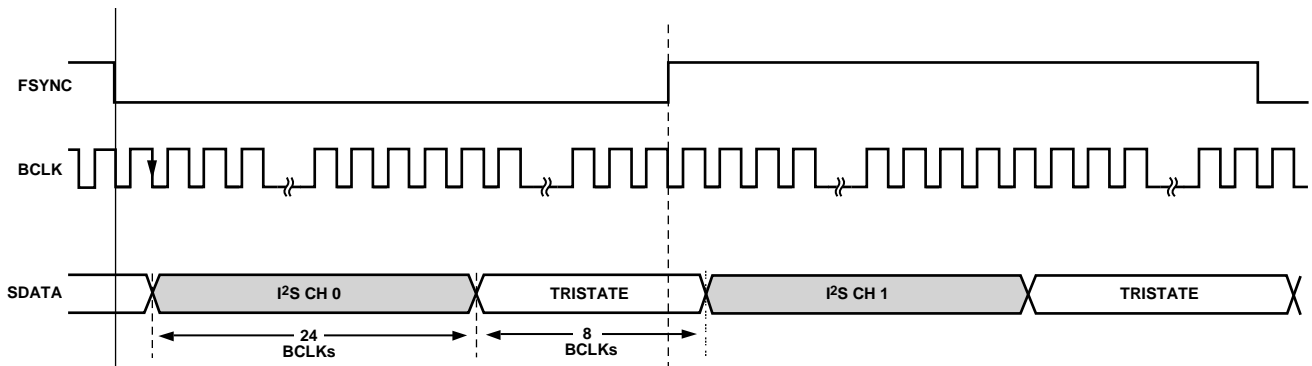 FSYNC
BCLK
SDATA
I²S CH 0
TRISTATE
I²S CH 1
TRISTATE
24
BCLKs
8
BCLKs